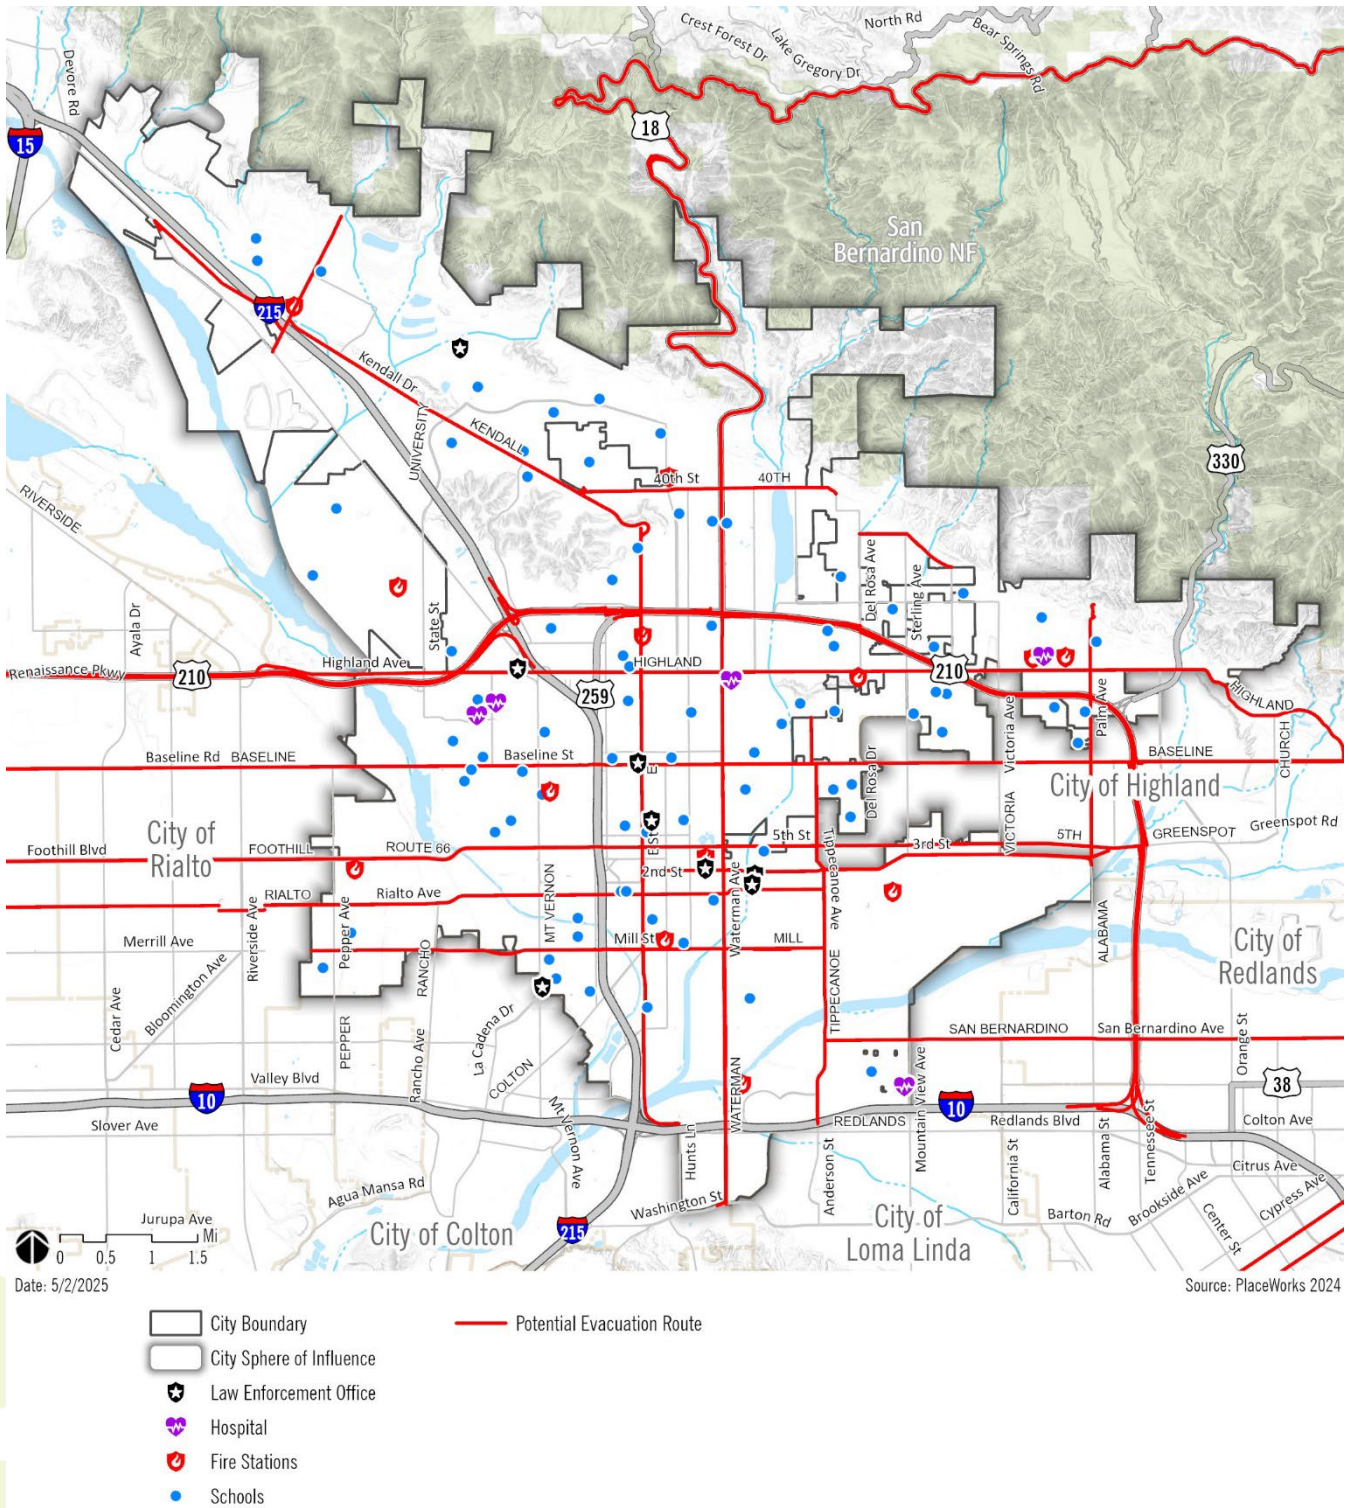 North Rd
Crest Forest Dr
Lake Gregory Dr
Bear Springs Rd
Devore Rd
15
18
San
Bernardino NF
215
Kendall Dr
KENDALL
UNIVERSITY
330
40th St
40TH
RIVERSIDE
Ayala Dr
State St
Del Rosa Ave
Sterling Ave
Renaissance Pkwy
210
Highland Ave
HIGHLAND
210
259
HIGHLAND
Palm Ave
Victoria Ave
CHURCH
Baseline Rd
BASELINE
Baseline St
E
BASELINE
Del Rosa Dr
City of Highland
City of
Rialto
VICTORIA
Foothill Blvd
FOOTHILL
ROUTE 66
E St
5th St
Tippecanoe Ave
3rd St
5TH
GREENSPOT
Greenspot Rd
2nd St
RIALTO
Rialto Ave
MT VERNON
Waterman Ave
Merrill Ave
Riverside Ave
Pepper Ave
RANCHO
Mill St
MILL
ALABAMA
City of
Redlands
Bloomington Ave
Cedar Ave
PEPPER
Rancho Ave
La Cadena Dr
COLTON
TIPPECANOE
SAN BERNARDINO
San Bernardino Ave
Orange St
Valley Blvd
10
Mt Vernon Ave
WATERMAN
Mountain View Ave
38
10
Slover Ave
Hunts Ln
REDLANDS
Redlands Blvd
Colton Ave
Anderson St
California St
Alabama St
Tennessee St
Citrus Ave
Agua Mansa Rd
Washington St
Brookside Ave
Cypress Ave
Center St
Barton Rd
Jurupa Ave
City of Colton
215
City of
Loma Linda
0 0.5 1 1.5 Mi
Date: 5/2/2025
Source: PlaceWorks 2024
City Boundary
Potential Evacuation Route
City Sphere of Influence
Law Enforcement Office
Hospital
Fire Stations
Schools